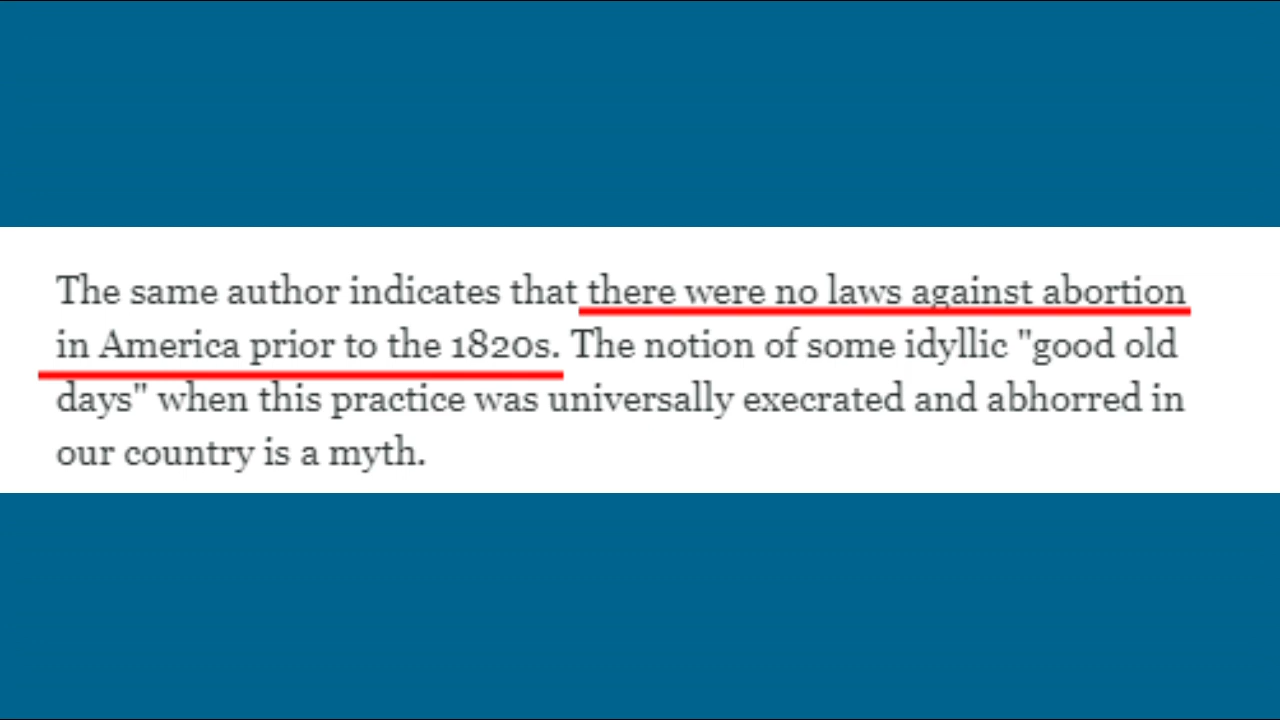 The same author indicates that there were no laws against abortion
in America prior to the 1820s. The notion of some idyllic "good old
days" when this practice was universally execrated and abhorred in
our country is a myth.